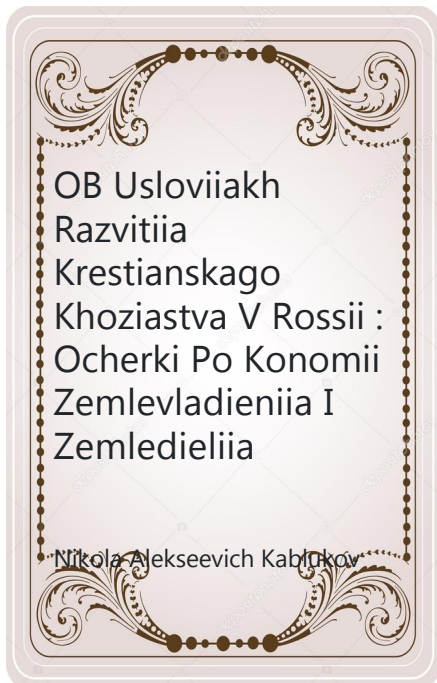 OB Usloviiakh
Razvitiia
Krestianskago
Khoziastva V Rossii :
Ocherki Po Konomii
Zemlevladieniia I
Zemledieliia
Nikola Alekseevich Kablukov